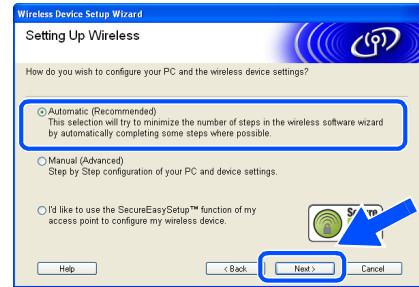 Wireless Device Setup Wizard
Setting Up Wireless
How do you wish to configure your PC and the wireless device settings?
Automatic (Recommended)
This selection will try to minimize the number of steps in the wireless software wizard
by automatically completing some steps where possible.
Manual (Advanced)
Step by Step configuration of your PC and device settings.
I'd like to use the SecureEasySetup™ function of my
access point to configure my wireless device.
Secure
Help
< Back
Next >
Cancel